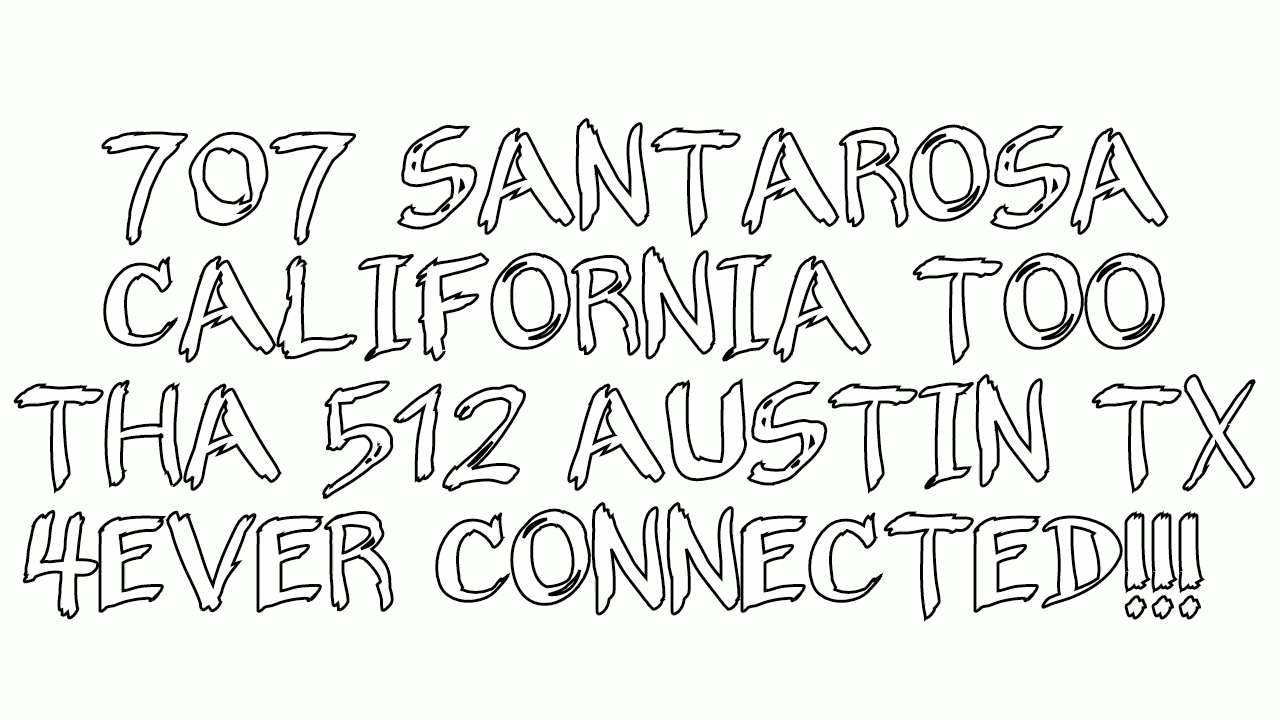 707 SANTAROSA
CALIFORNIA TOO
THA 512 AUSTIN TX
4EVER CONNECTED!!!